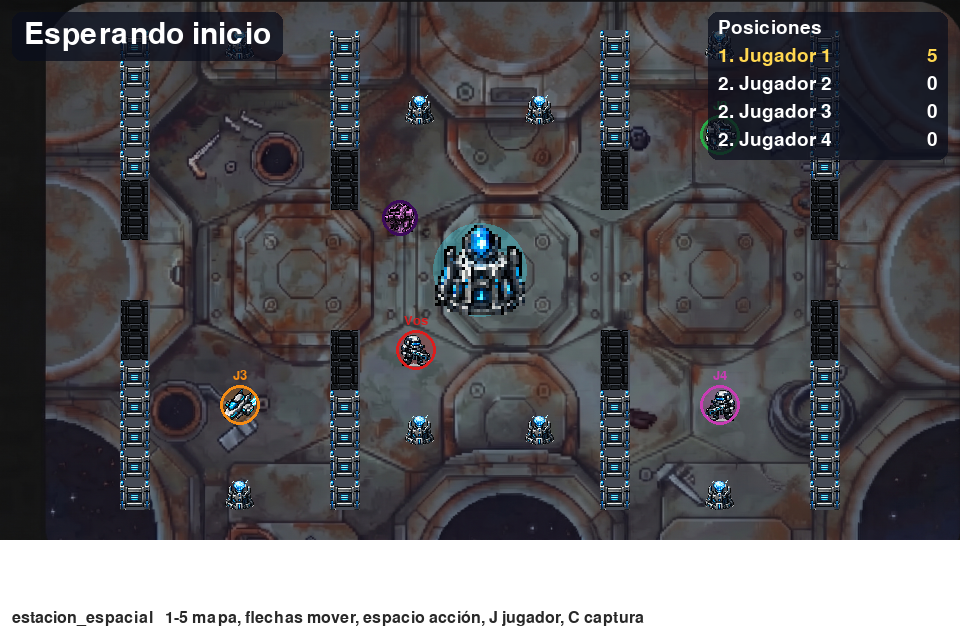 Esperando inicio
Posiciones
1. Jugador 1 5
2. Jugador 2 0
2. Jugador 3 0
2. Jugador 4 0
Vos
J3
J4
estacion_espacial 1-5 mapa, flechas mover, espacio acción, J jugador, C captura